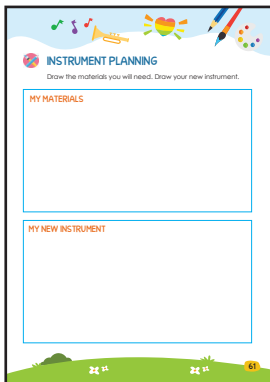 INSTRUMENT PLANNING
Draw the materials you will need. Draw your new instrument.
MY MATERIALS
MY NEW INSTRUMENT
61